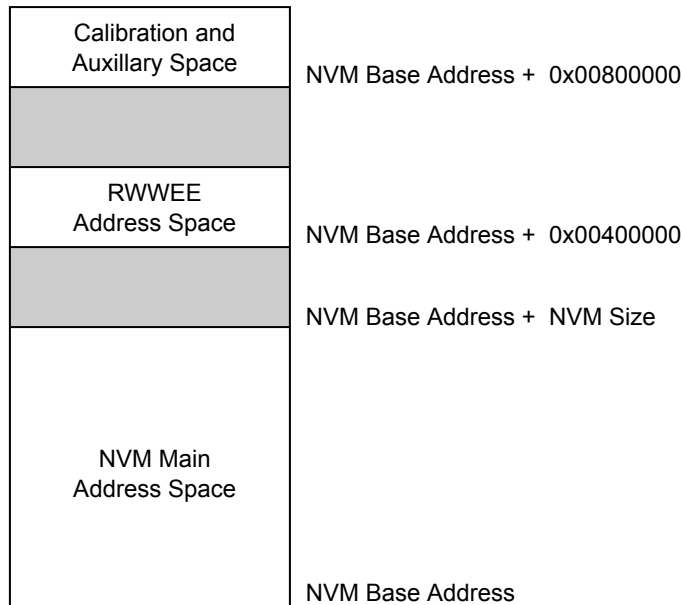 Calibration and
Auxillary Space
NVM Base Address + 0x00800000
RWWEE
Address Space
NVM Base Address + 0x00400000
NVM Base Address + NVM Size
NVM Main
Address Space
NVM Base Address